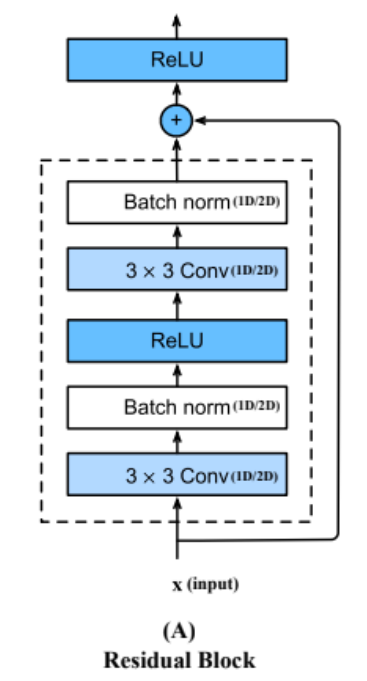 ReLU
+
Batch norm(1D/2D)
3 × 3 Conv(1D/2D)
ReLU
Batch norm(1D/2D)
3 × 3 Conv(1D/2D)
x (input)
(A)
Residual Block